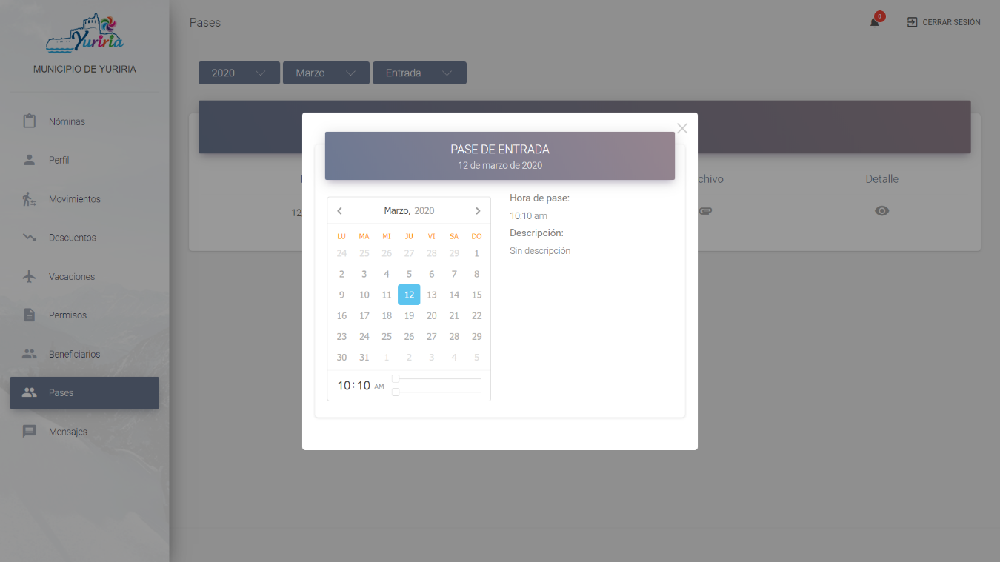 Yuriria
MUNICIPIO DE YURIRIA
Nóminas
Perfil
Movimientos
Descuentos
Vacaciones
Permisos
Beneficiarios
Pases
Mensajes
Pases
0
CERRAR SESIÓN
2020 Marzo Entrada
chivo
Detalle
12
PASE DE ENTRADA
12 de marzo de 2020
Marzo, 2020
LU MA MI JU VI SA DO
24 25 26 27 28 29 1
2 3 4 5 6 7 8
9 10 11 12 13 14 15
16 17 18 19 20 21 22
23 24 25 26 27 28 29
30 31 1 2 3 4 5
10:10 AM
Hora de pase:
10:10 am
Descripción:
Sin descripción